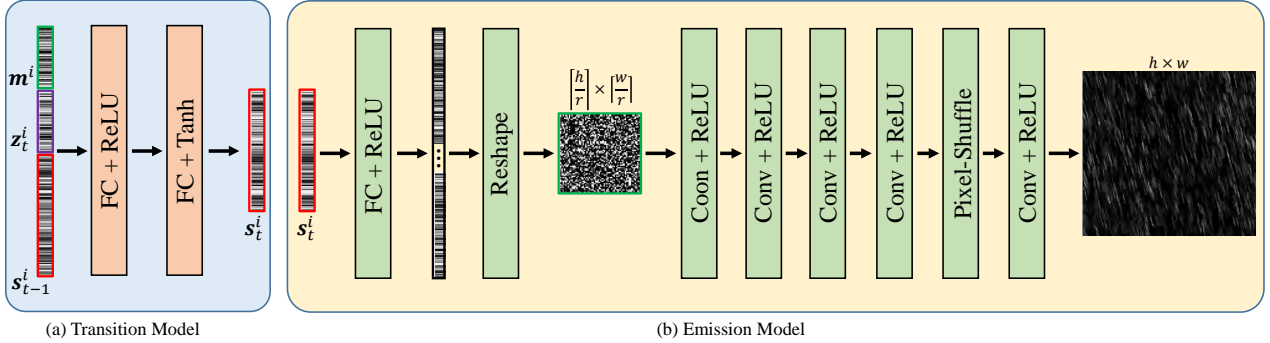 m^i
z_t^i
s_{t-1}^i
FC + ReLU
FC + Tanh
s_t^i
(a) Transition Model
s_t^i
FC + ReLU
Reshape
⌈h/r⌉ × ⌈w/r⌉
Coon + ReLU
Conv + ReLU
Conv + ReLU
Conv + ReLU
Pixel-Shuffle
Conv + ReLU
h × w
(b) Emission Model